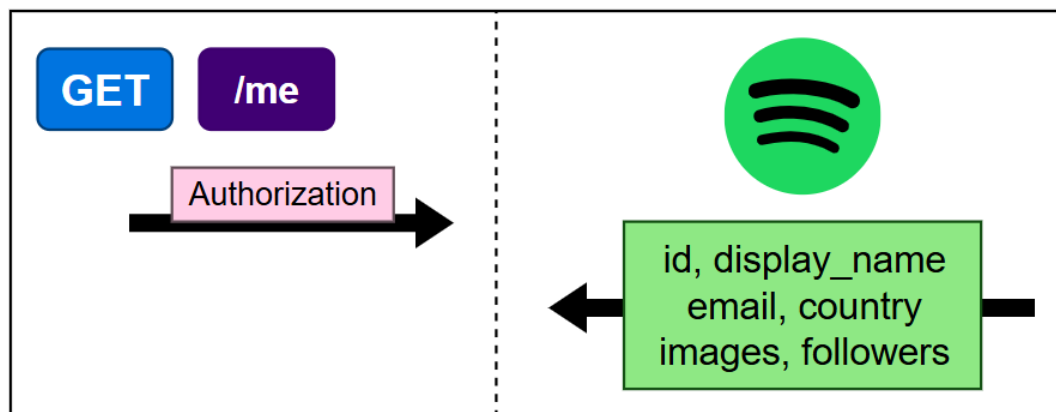 GET
/me
Authorization
id, display_name
email, country
images, followers